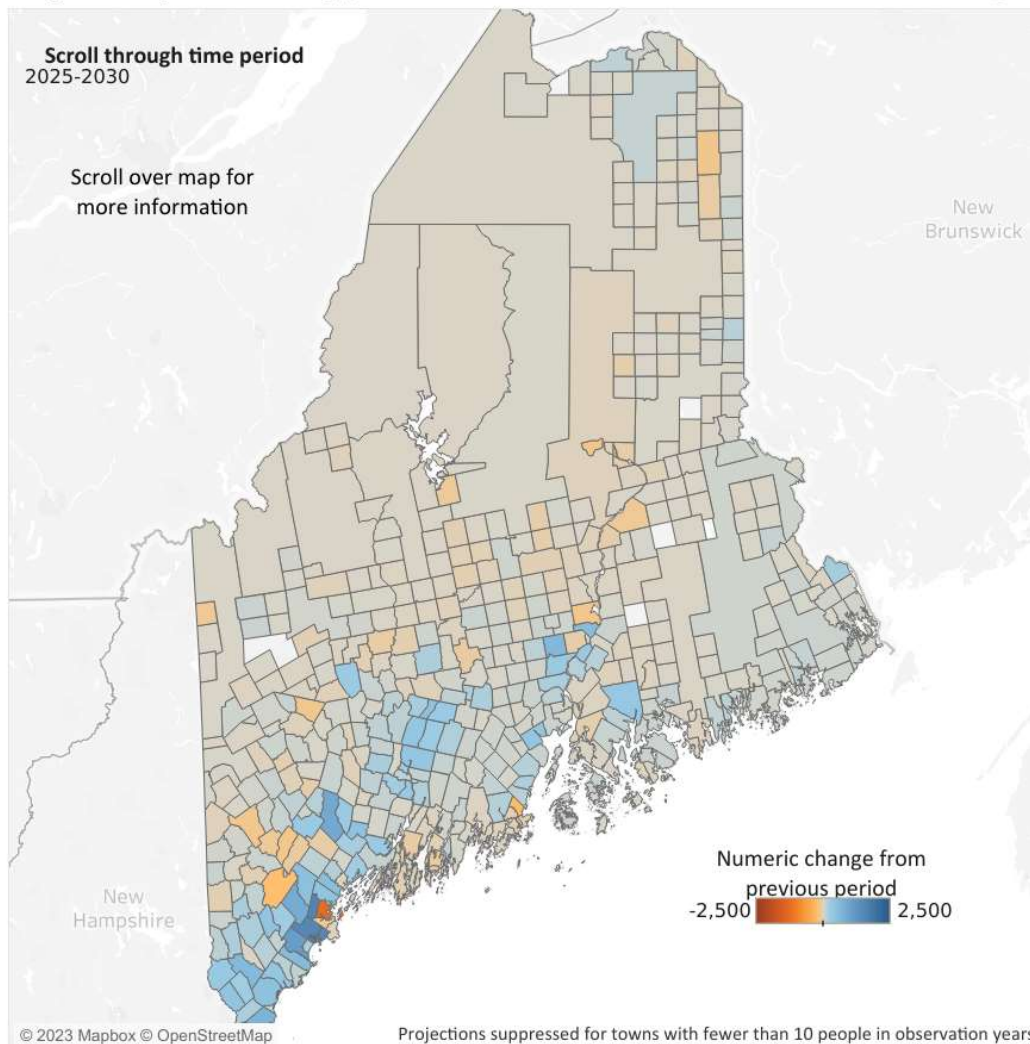 Scroll through time period
2025-2030
Scroll over map for
more information
New
Brunswick
New
Hampshire
Numeric change from
previous period
-2,500
2,500
© 2023 Mapbox © OpenStreetMap
Projections suppressed for towns with fewer than 10 people in observation years